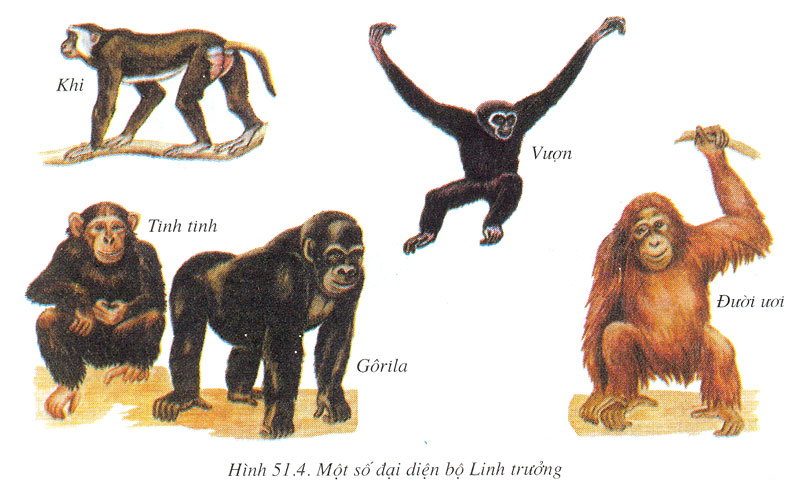 Khỉ
Vượn
Tinh tinh
Gôrila
Đười ươi
Hình 51.4. Một số đại diện bộ Linh trưởng